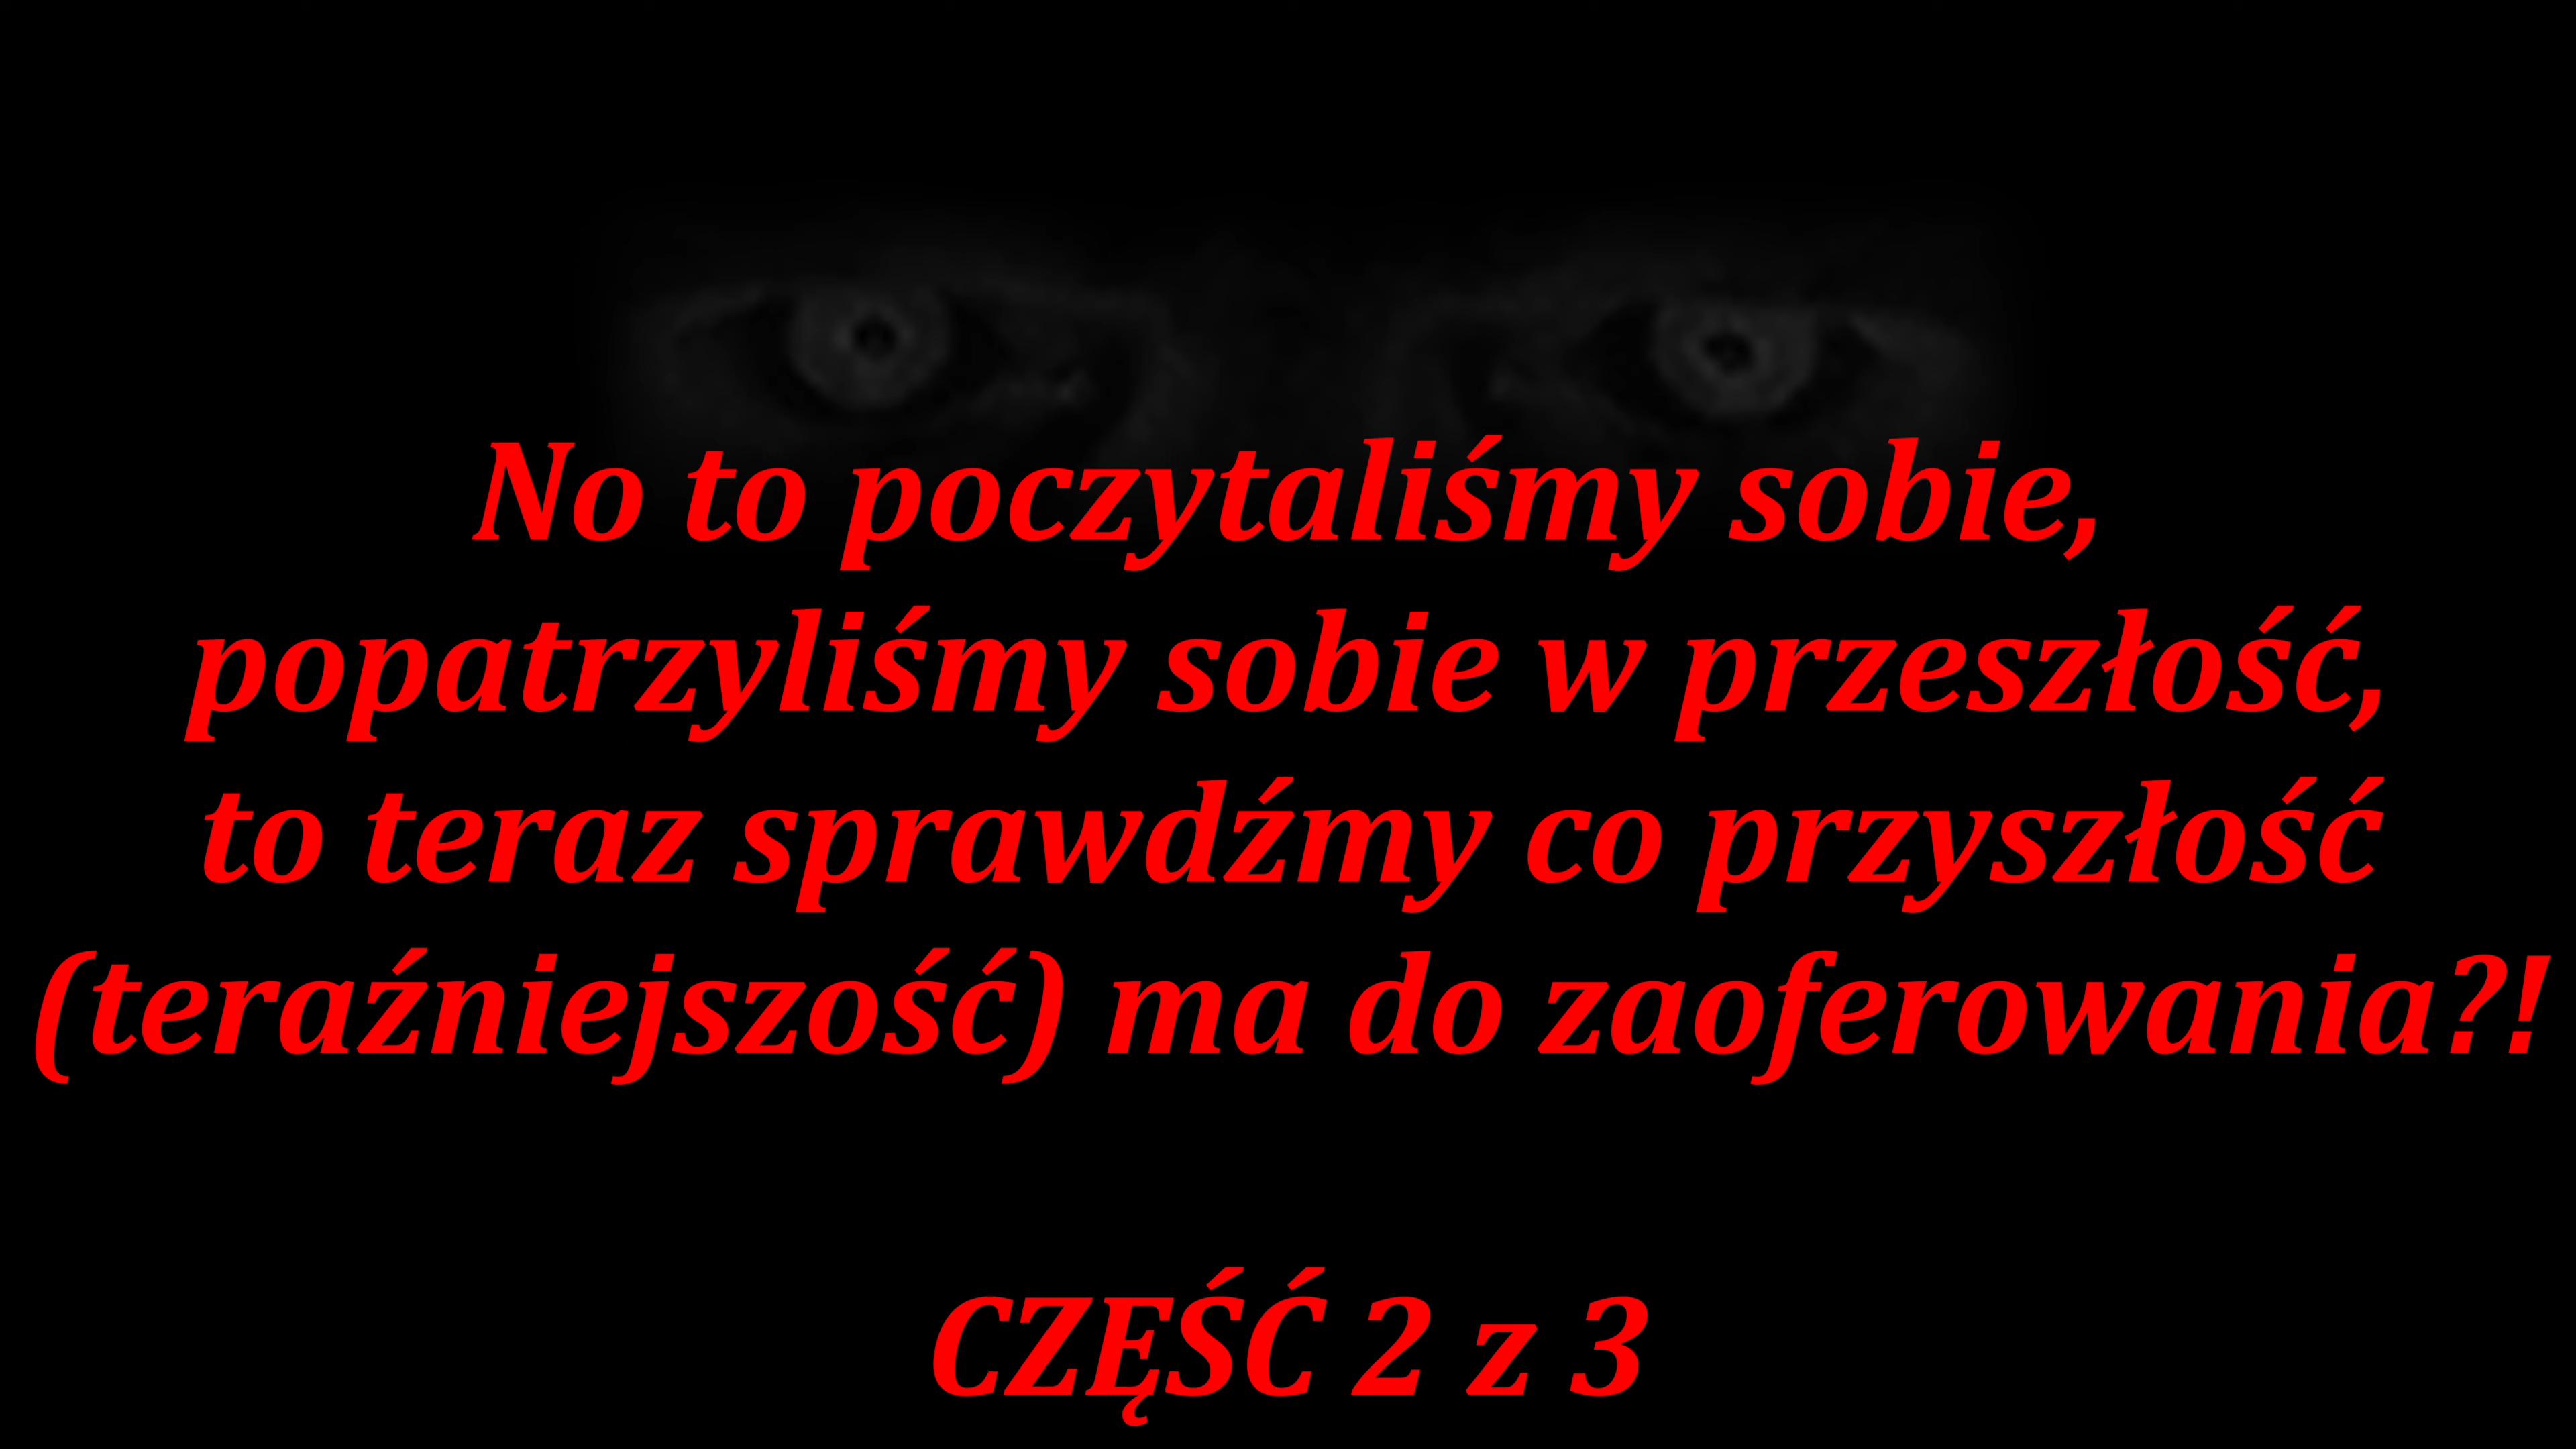 No to poczytaliśmy sobie,
popatrzyliśmy sobie w przeszłość,
to teraz sprawdźmy co przyszłość
(teraźniejszość) ma do zaoferowania?!
CZĘŚĆ 2 z 3